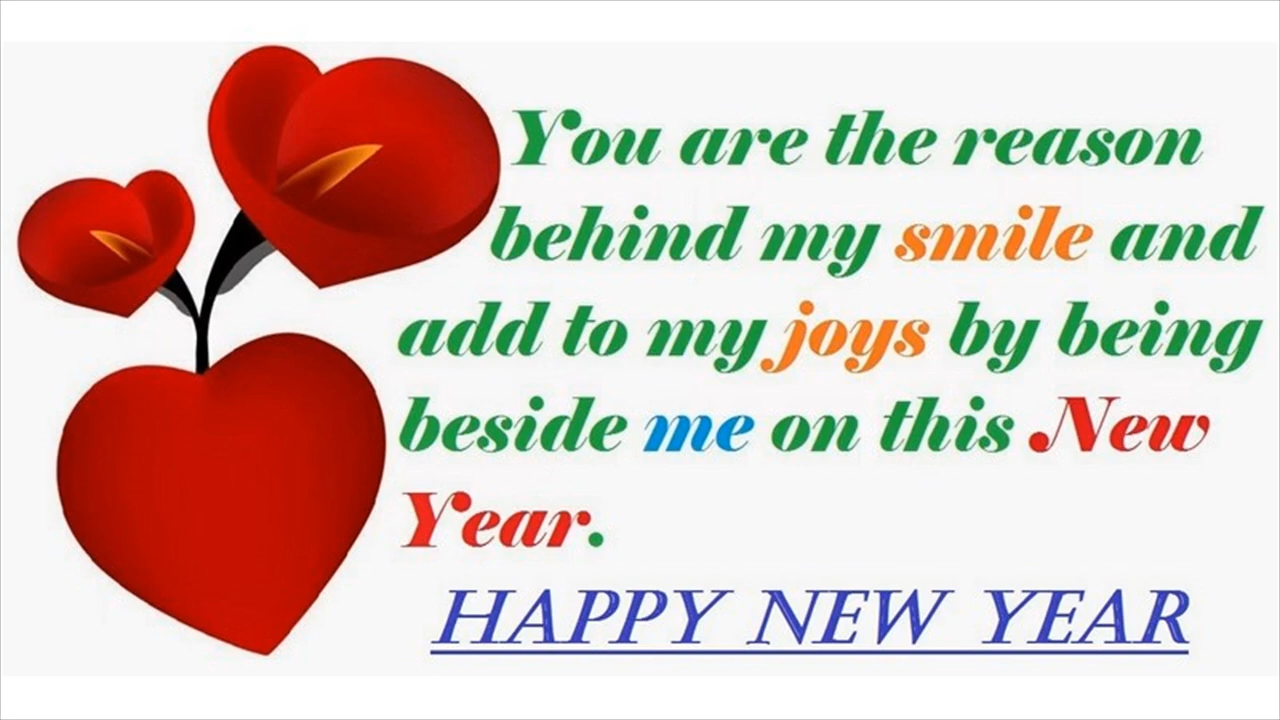 You are the reason
behind my smile and
add to my joys by being
beside me on this New
Year.
HAPPY NEW YEAR